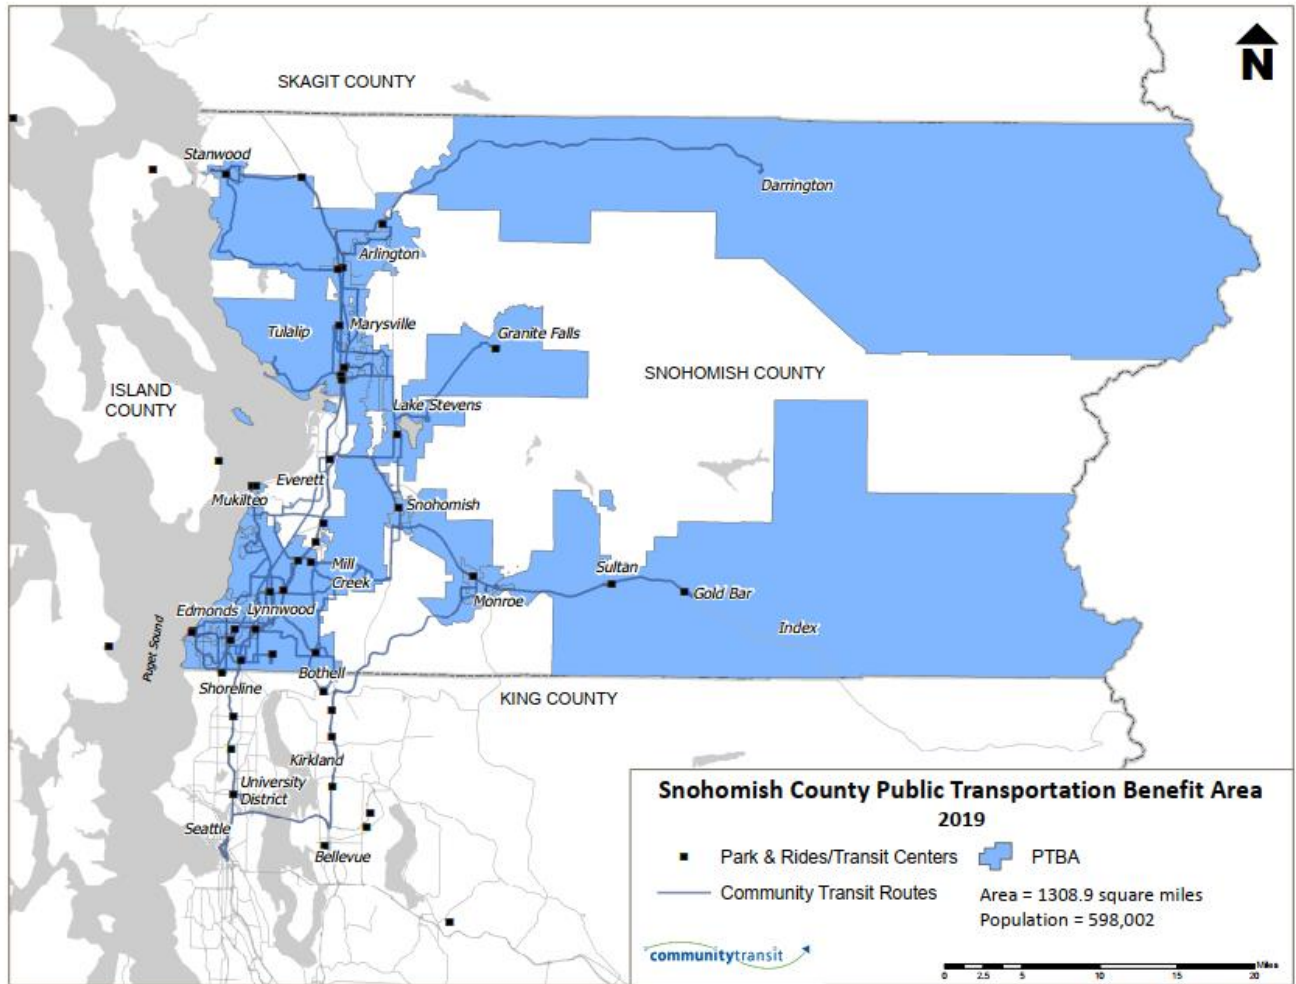 SKAGIT COUNTY
N
Stanwood
Darrington
Arlington
Tulalip
Marysville
Granite Falls
SNOHOMISH COUNTY
ISLAND
COUNTY
Lake Stevens
Everett
Mukilteo
Snohomish
Mill
Creek
Sultan
Gold Bar
Monroe
Edmonds
Lynnwood
Index
Puget Sound
Bothell
Shoreline
KING COUNTY
Kirkland
University
District
Seattle
Bellevue
Snohomish County Public Transportation Benefit Area
2019
Park & Rides/Transit Centers
PTBA
Community Transit Routes
Area = 1308.9 square miles
Population = 598,002
communitytransit
Miles
0 2.5 5 10 15 20